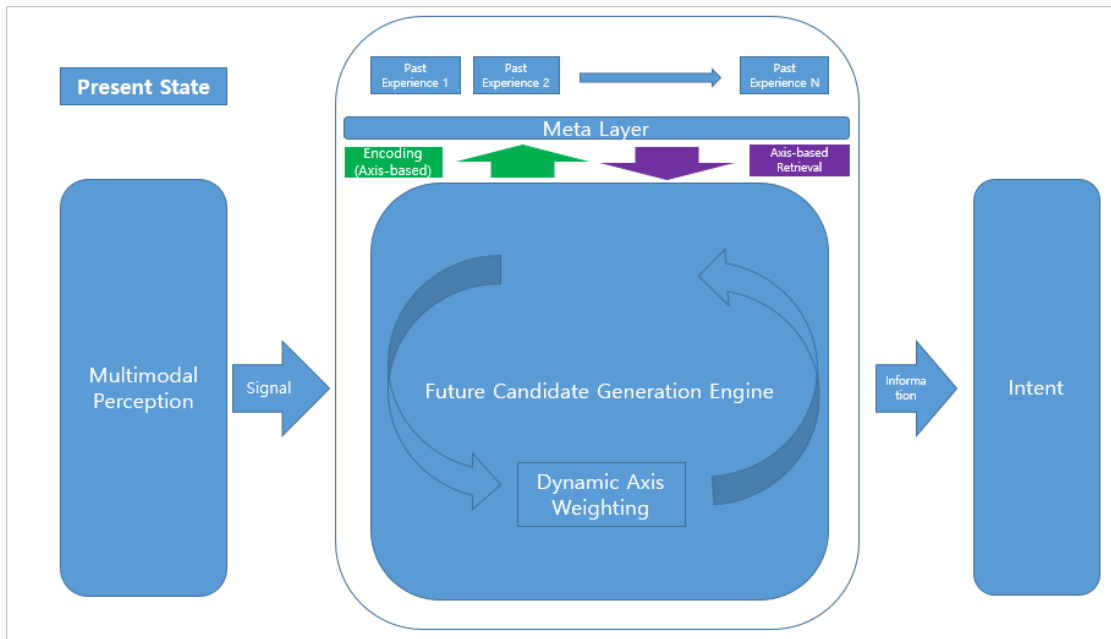 Present State
Past
Experience 1
Past
Experience 2
Past
Experience N
Meta Layer
Encoding
(Axis-based)
Axis-based
Retrieval
Multimodal
Perception
Signal
Future Candidate Generation Engine
Dynamic Axis
Weighting
Informa
tion
Intent